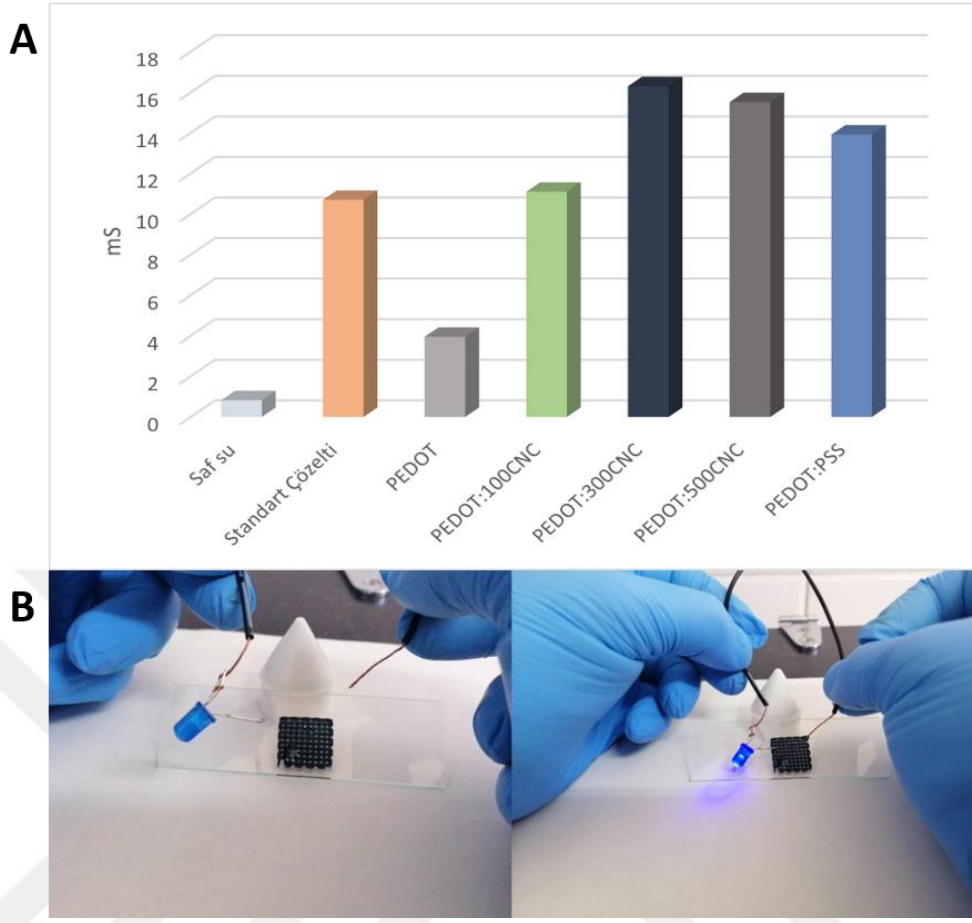 A
18
16
14
12
10
8
6
4
2
0
mS
Saf su
Standart Çözelti
PEDOT
PEDOT:100CNC
PEDOT:300CNC
PEDOT:500CNC
PEDOT:PSS
B